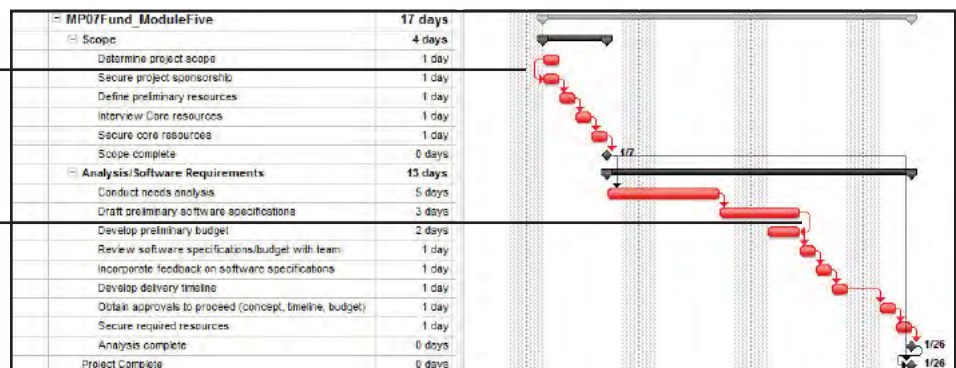 MP07Fund_ModuleFive 17 days
Scope 4 days
Determine project scope 1 day
Secure project sponsorship 1 day
Define preliminary resources 1 day
Interview Core resources 1 day
Secure core resources 1 day
Scope complete 0 days 1/7
Analysis/Software Requirements 13 days
Conduct needs analysis 5 days
Draft preliminary software specifications 3 days
Develop preliminary budget 2 days
Review software specifications/budget with team 1 day
Incorporate feedback on software specifications 1 day
Develop delivery timeline 1 day
Obtain approvals to proceed (concept, timeline, budget) 1 day
Secure required resources 1 day
Analysis complete 0 days 1/26
Project Complete 0 days 1/26